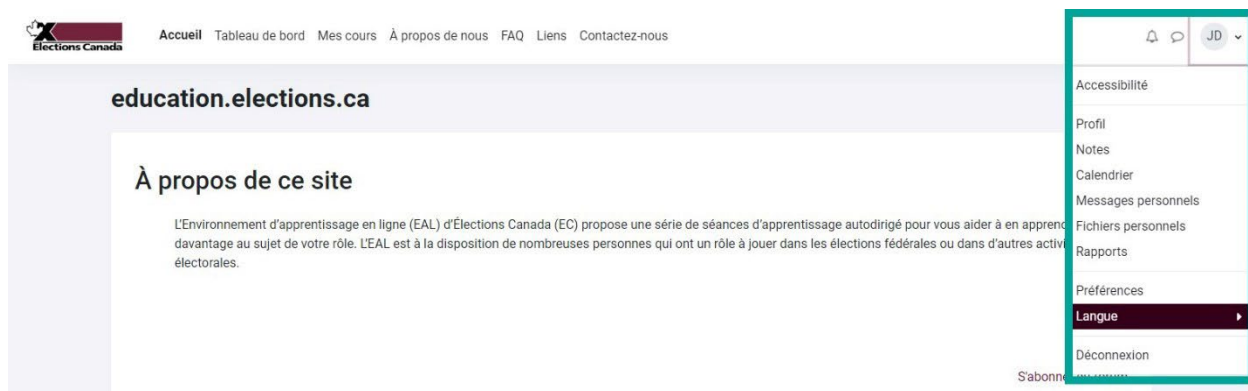 Elections Canada
Accueil Tableau de bord Mes cours À propos de nous FAQ Liens Contactez-nous
JD
education.elections.ca
À propos de ce site
L'Environnement d'apprentissage en ligne (EAL) d'Élections Canada (EC) propose une série de séances d'apprentissage autodirigé pour vous aider à en apprend
davantage au sujet de votre rôle. L'EAL est à la disposition de nombreuses personnes qui ont un rôle à jouer dans les élections fédérales ou dans d'autres activi
électorales.
S'abonne
Accessibilité
Profil
Notes
Calendrier
Messages personnels
Fichiers personnels
Rapports
Préférences
Langue
Déconnexion